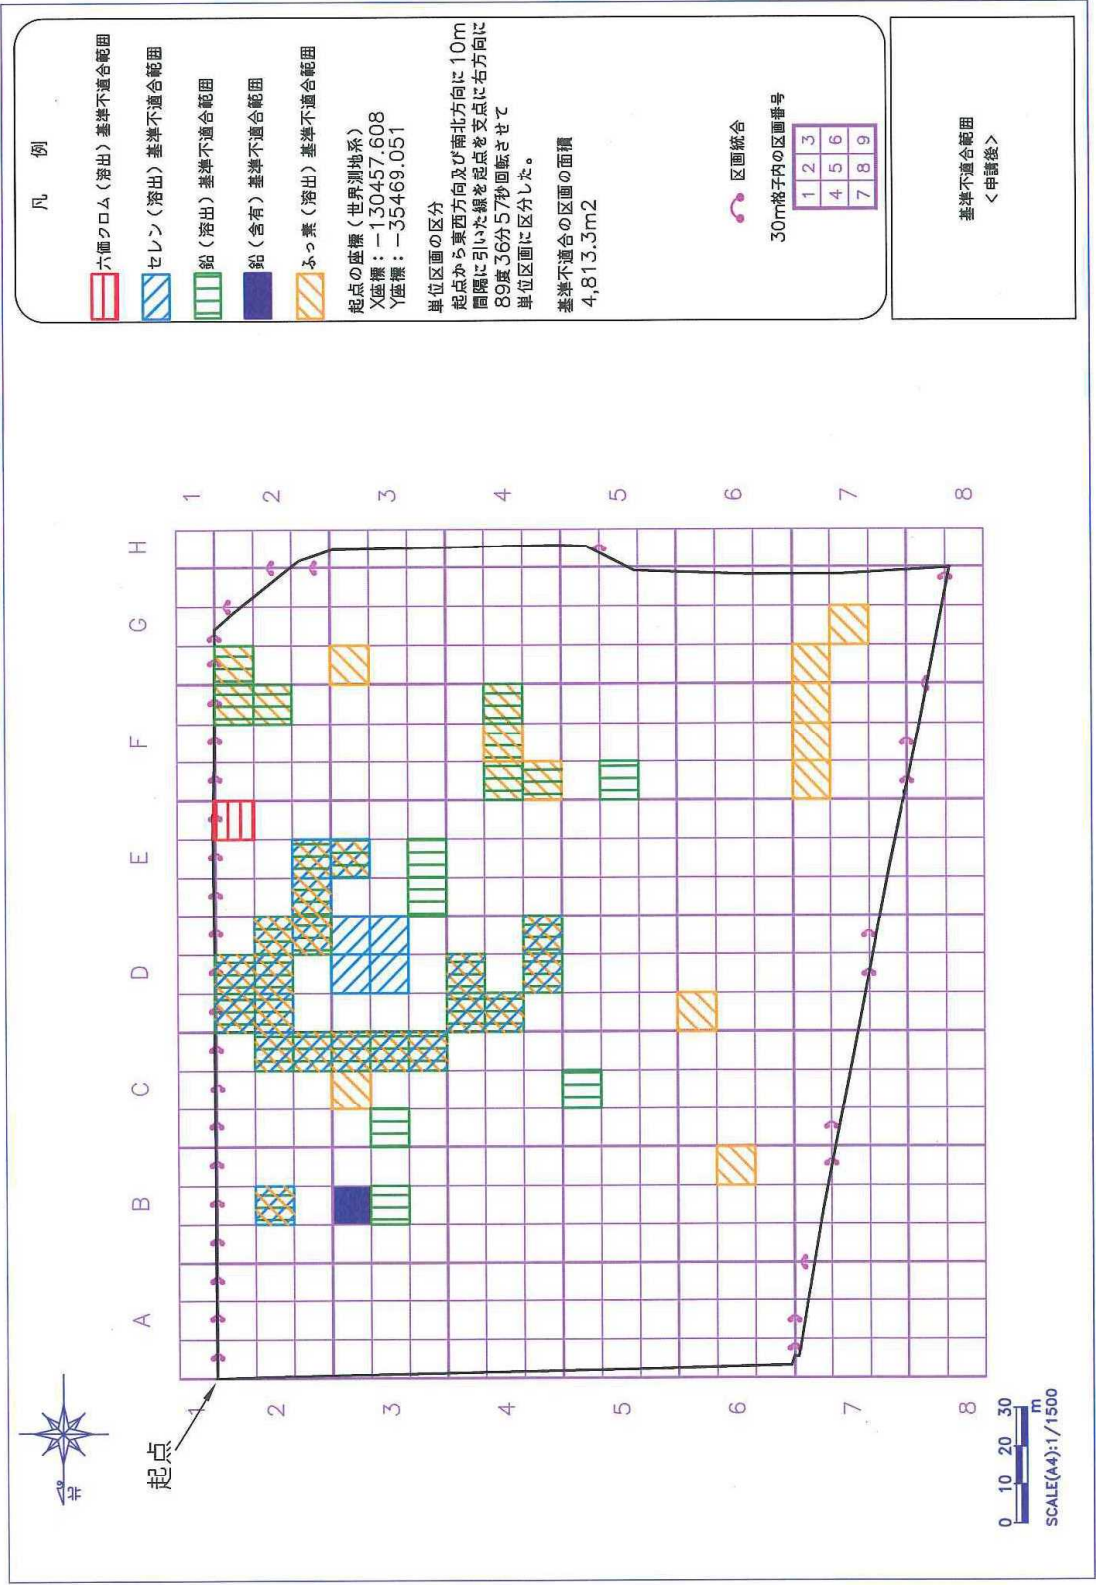 凡 例
六価クロム(溶出)基準不適合範囲
セレン(溶出)基準不適合範囲
鉛(溶出)基準不適合範囲
鉛(含有)基準不適合範囲
ふっ素(溶出)基準不適合範囲
起点の座標(世界測地系)
X座標:-130457.608
Y座標:-35469.051
単位区画の区分
起点から東西方向及び南北方向に10m
間隔に引いた線を起点を支点に右方向に
89度36分57秒回転させて
単位区画に区分した。
基準不適合の区画の面積
4,813.3m2
区画統合
30m格子内の区画番号
1 2 3
4 5 6
7 8 9
基準不適合範囲
<申請後>
北
起点
A B C D E F G H
1 2 3 4 5 6 7 8
1 2 3 4 5 6 7 8
0 10 20 30
m
SCALE(A4):1/1500